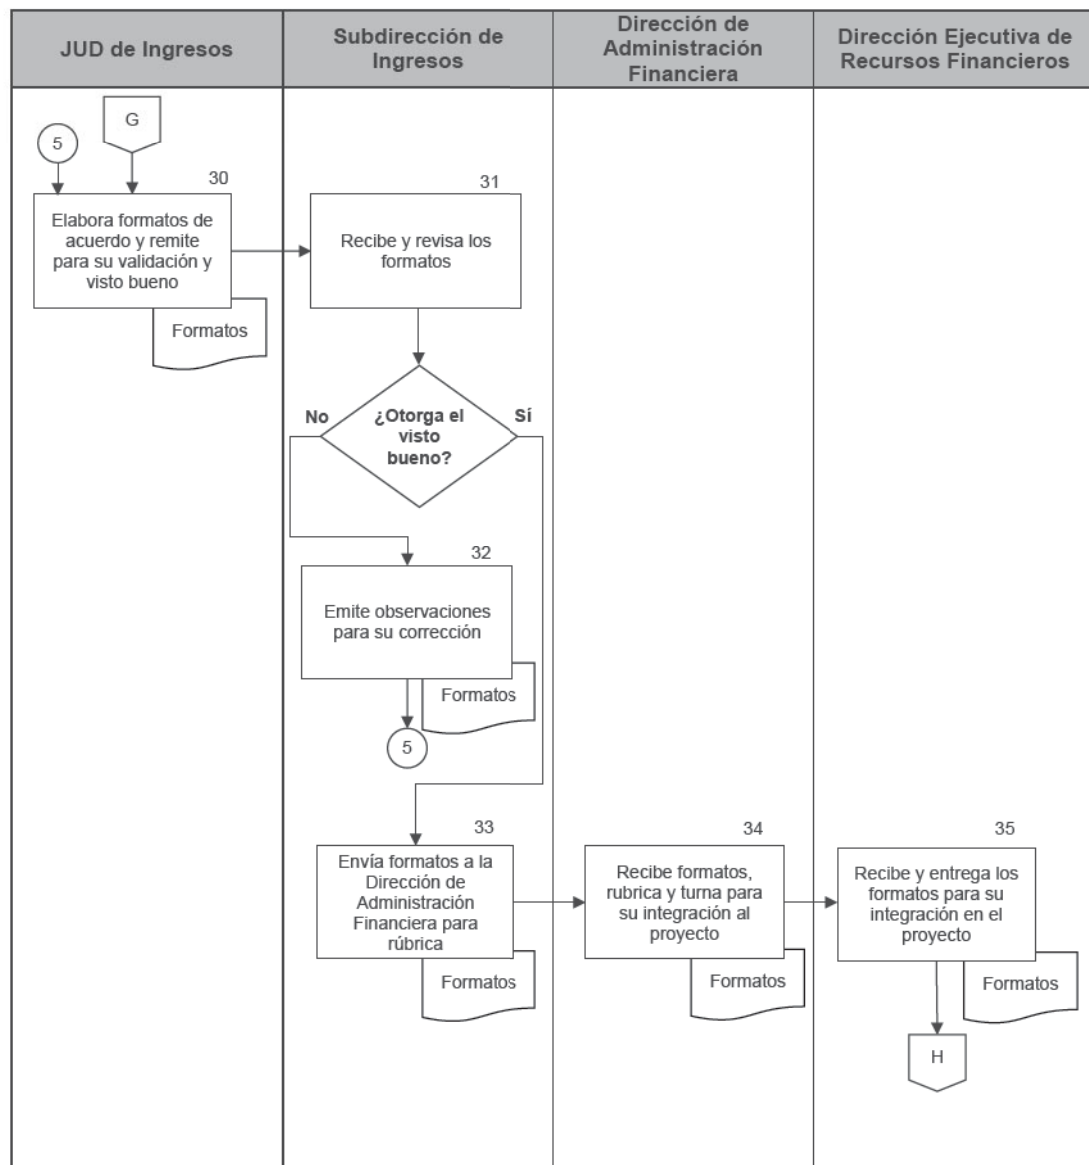 JUD de Ingresos
Subdirección de
Ingresos
Dirección de
Administración
Financiera
Dirección Ejecutiva de
Recursos Financieros
G
5
30
Elabora formatos de
acuerdo y remite
para su validación y
visto bueno
Formatos
31
Recibe y revisa los
formatos
¿Otorga el
visto
bueno?
No
Sí
32
Emite observaciones
para su corrección
Formatos
5
33
Envía formatos a la
Dirección de
Administración
Financiera para
rúbrica
Formatos
34
Recibe formatos,
rubrica y turna para
su integración al
proyecto
Formatos
35
Recibe y entrega los
formatos para su
integración en el
proyecto
Formatos
H